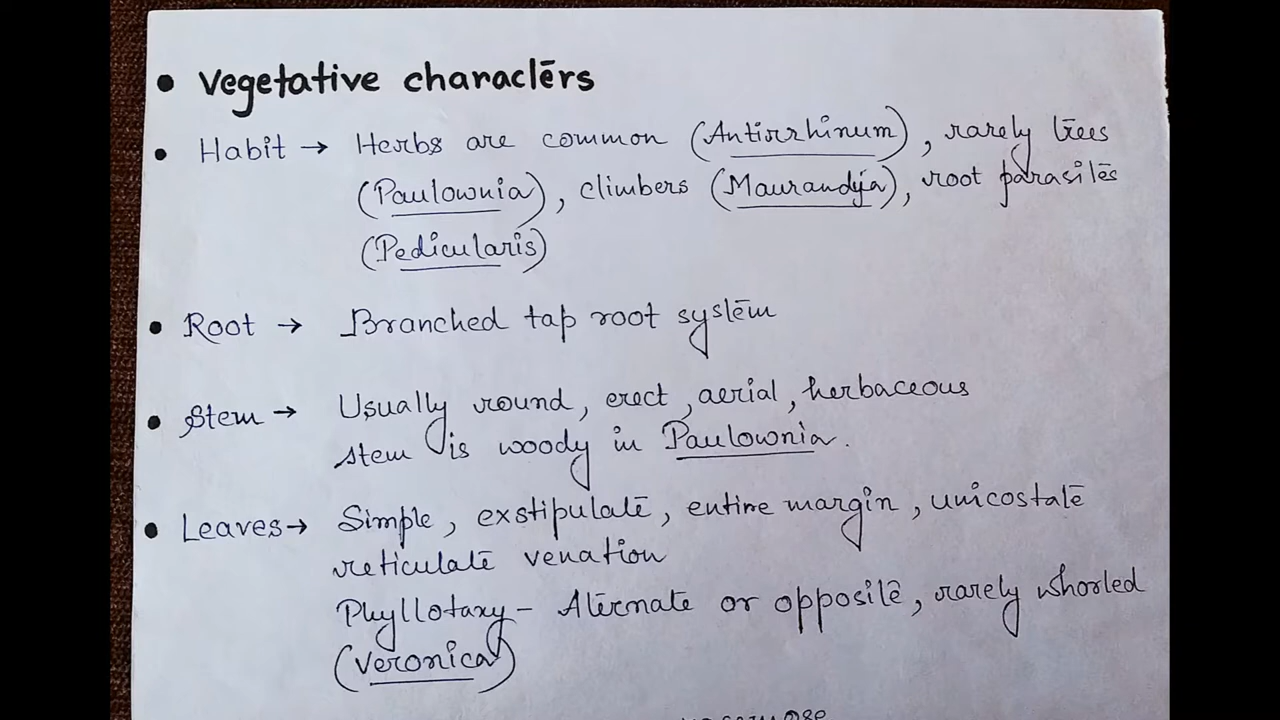 • Vegetative characters
• Habit → Herbs are common (Antirrhinum), rarely trees
(Paulownia), climbers (Maurandya), root parasites
(Pedicularis)
• Root → Branched tap root system
• Stem → Usually round, erect, aerial, herbaceous
stem is woody in Paulownia.
• Leaves → Simple, exstipulate, entire margin, unicostate
reticulate venation
Phyllotaxy - Alternate or opposite, rarely whorled
(Veronica)